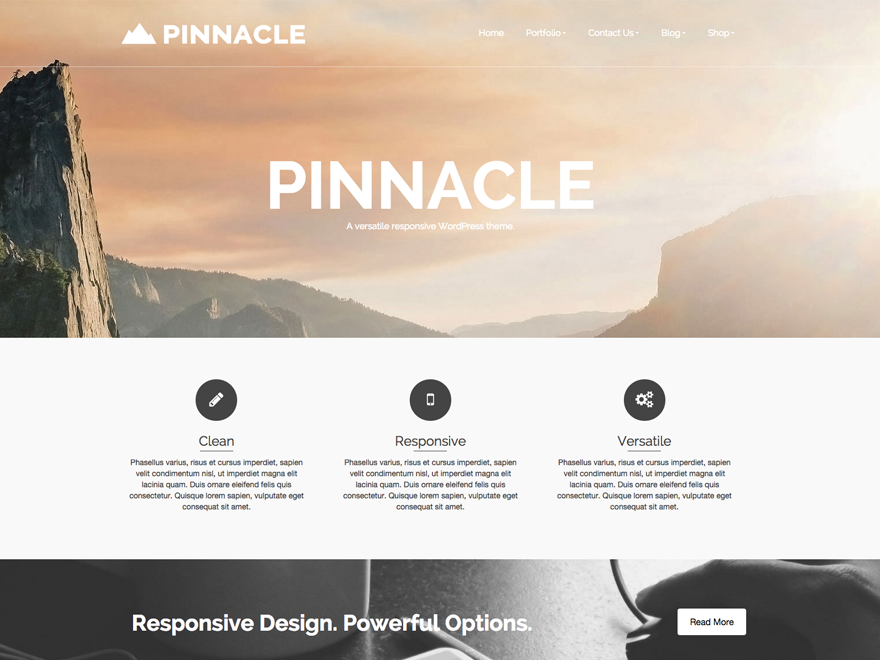 PINNACLE
Home Portfolio Contact Us Blog Shop
PINNACLE
A versatile responsive WordPress theme.
Clean
Phasellus varius, risus et cursus imperdiet, sapien
velit condimentum nisl, ut imperdiet magna elit
lacinia quam. Duis ornare eleifend felis quis
consectetur. Quisque lorem sapien, vulputate eget
consequat sit amet.
Responsive
Phasellus varius, risus et cursus imperdiet, sapien
velit condimentum nisl, ut imperdiet magna elit
lacinia quam. Duis ornare eleifend felis quis
consectetur. Quisque lorem sapien, vulputate eget
consequat sit amet.
Versatile
Phasellus varius, risus et cursus imperdiet, sapien
velit condimentum nisl, ut imperdiet magna elit
lacinia quam. Duis ornare eleifend felis quis
consectetur. Quisque lorem sapien, vulputate eget
consequat sit amet.
Responsive Design. Powerful Options.
Read More